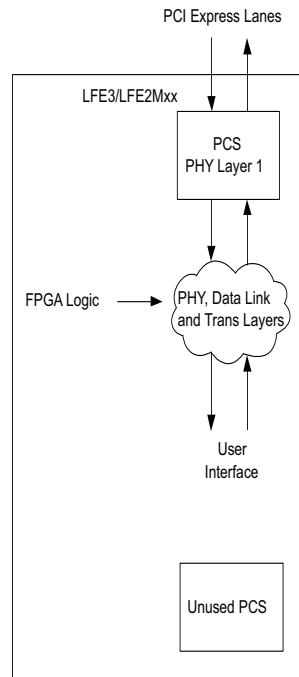 PCI Express Lanes
LFE3/LFE2Mxx
PCS
PHY Layer 1
FPGA Logic
PHY, Data Link
and Trans Layers
User
Interface
Unused PCS